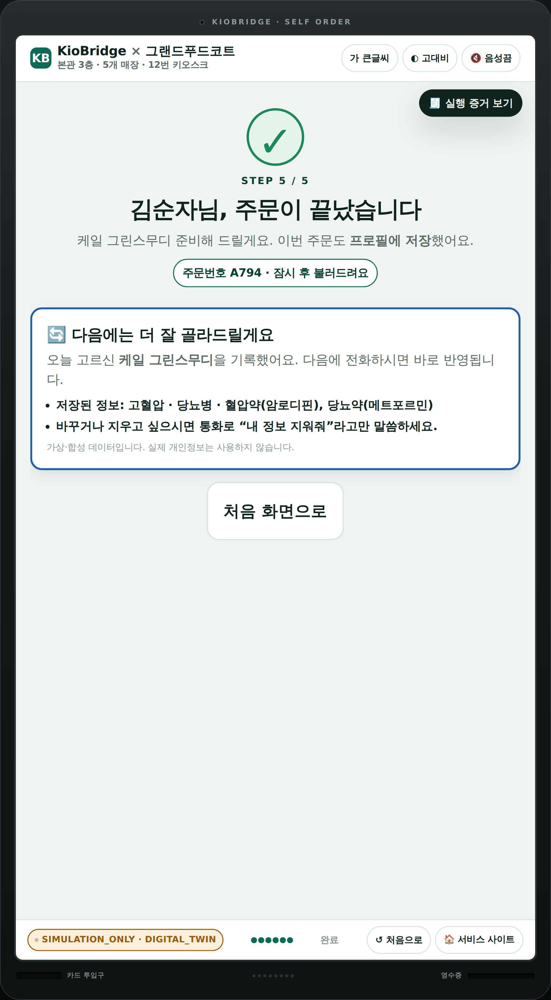 KIOBRIDGE · SELF ORDER
KB
KioBridge × 그랜드푸드코트
본관 3층 · 5개 매장 · 12번 키오스크
가 큰글씨
◐ 고대비
🔇 음성끔
🧾 실행 증거 보기
✓
STEP 5 / 5
김순자님, 주문이 끝났습니다
케일 그린스무디 준비해 드릴게요. 이번 주문도 프로필에 저장했어요.
주문번호 A794 · 잠시 후 불러드려요
🔄 다음에는 더 잘 골라드릴게요
오늘 고르신 케일 그린스무디을 기록했어요. 다음에 전화하시면 바로 반영됩니
다.
• 저장된 정보: 고혈압 · 당뇨병 · 혈압약(암로디핀), 당뇨약(메트포르민)
• 바꾸거나 지우고 싶으시면 통화로 “내 정보 지워줘”라고만 말씀하세요.
가상·합성 데이터입니다. 실제 개인정보는 사용하지 않습니다.
처음 화면으로
SIMULATION_ONLY · DIGITAL_TWIN
완료
↺ 처음으로
🏠 서비스 사이트
카드 투입구
영수증